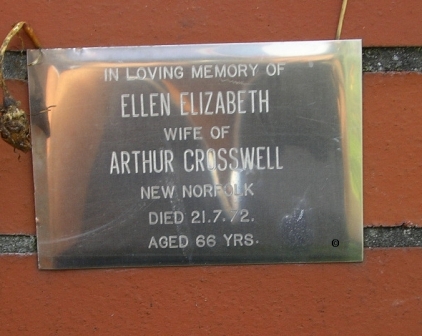 IN LOVING MEMORY OF
ELLEN ELIZABETH
WIFE OF
ARTHUR CROSSWELL
NEW NORFOLK
DIED 21.7.72.
AGED 66 YRS.